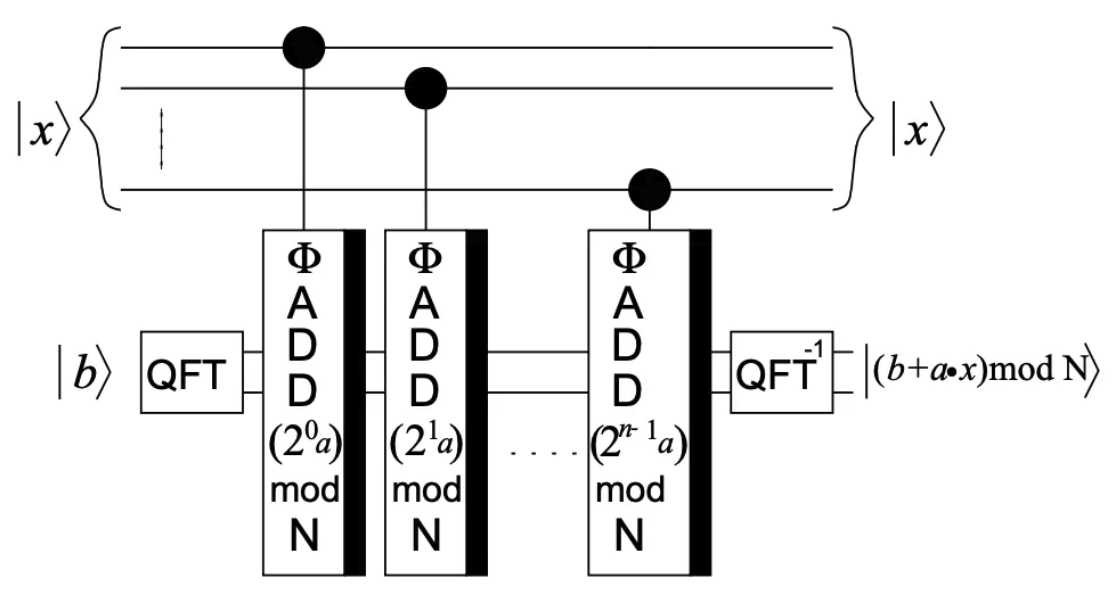 |x⟩
|x⟩
|b⟩
QFT
Φ
A
D
D
(2⁰a)
mod
N
Φ
A
D
D
(2¹a)
mod
N
. . . .
Φ
A
D
D
(2ⁿ⁻¹a)
mod
N
QFT⁻¹
|(b+a•x)mod N⟩